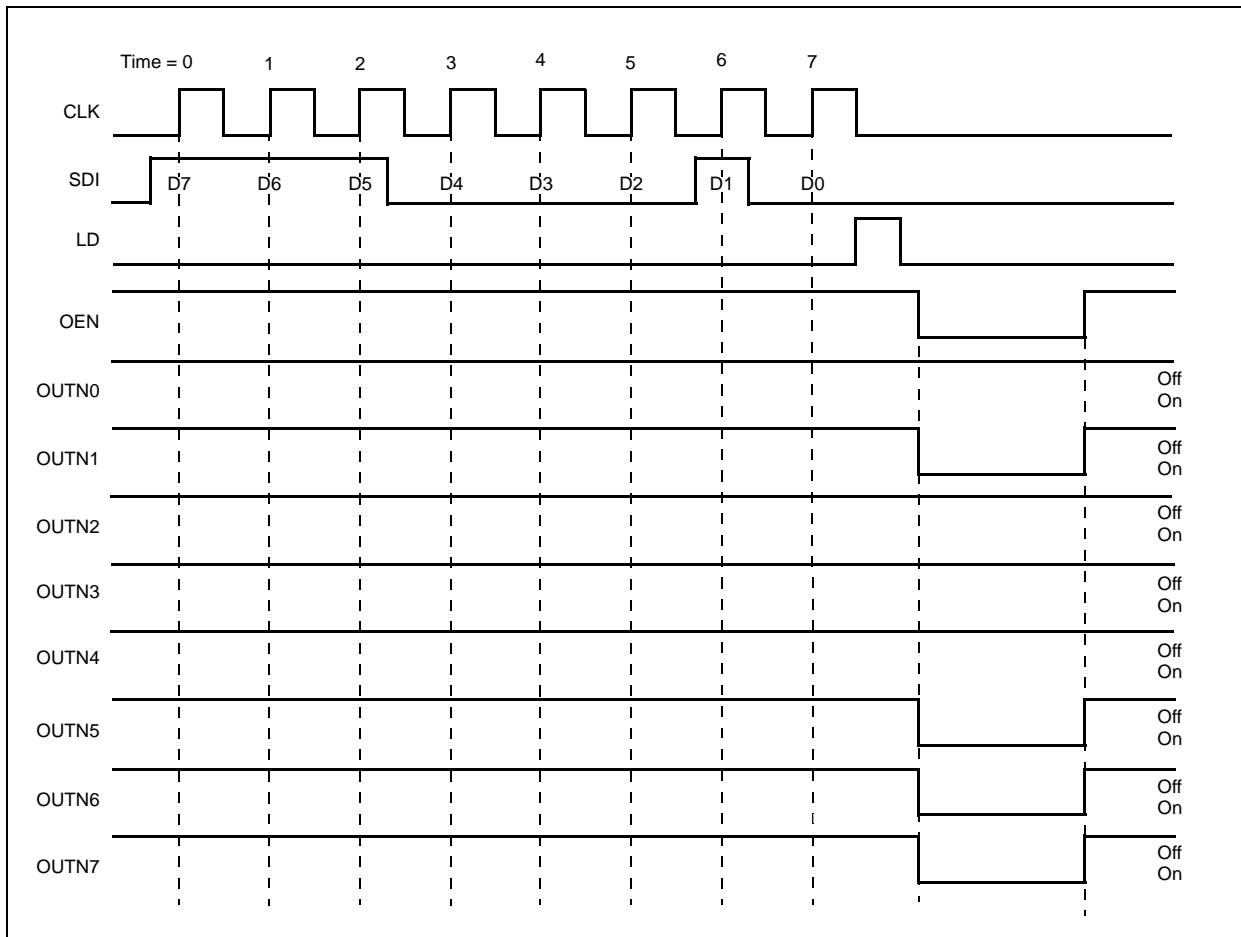 Time = 0 1 2 3 4 5 6 7
CLK
SDI D7 D6 D5 D4 D3 D2 D1 D0
LD
OEN
OUTN0 Off
On
OUTN1 Off
On
OUTN2 Off
On
OUTN3 Off
On
OUTN4 Off
On
OUTN5 Off
On
OUTN6 Off
On
OUTN7 Off
On